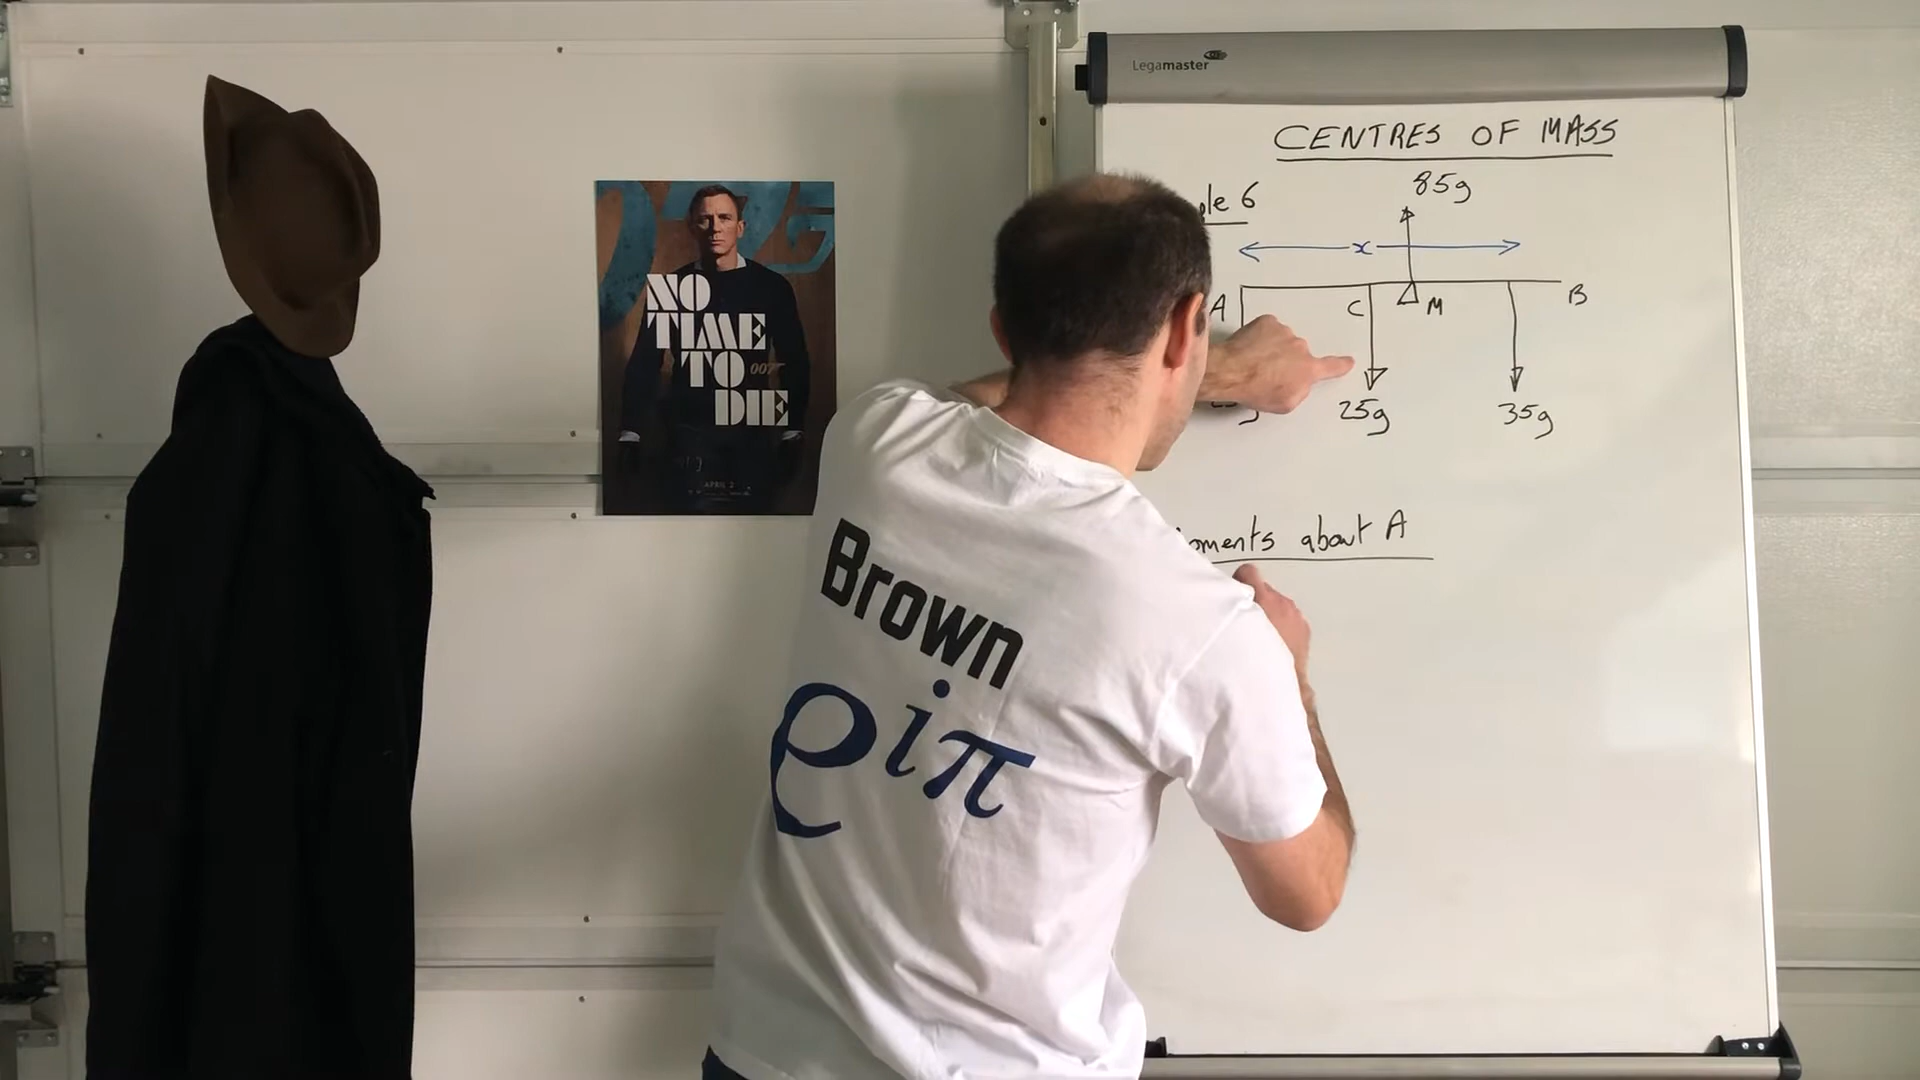 Legamaster
CENTRES OF MASS
85g
ple 6
x
A
C
M
B
25g
35g
oments about A
NO
TIME
TO
007
DIE
APRIL 2
Brown
e^iπ